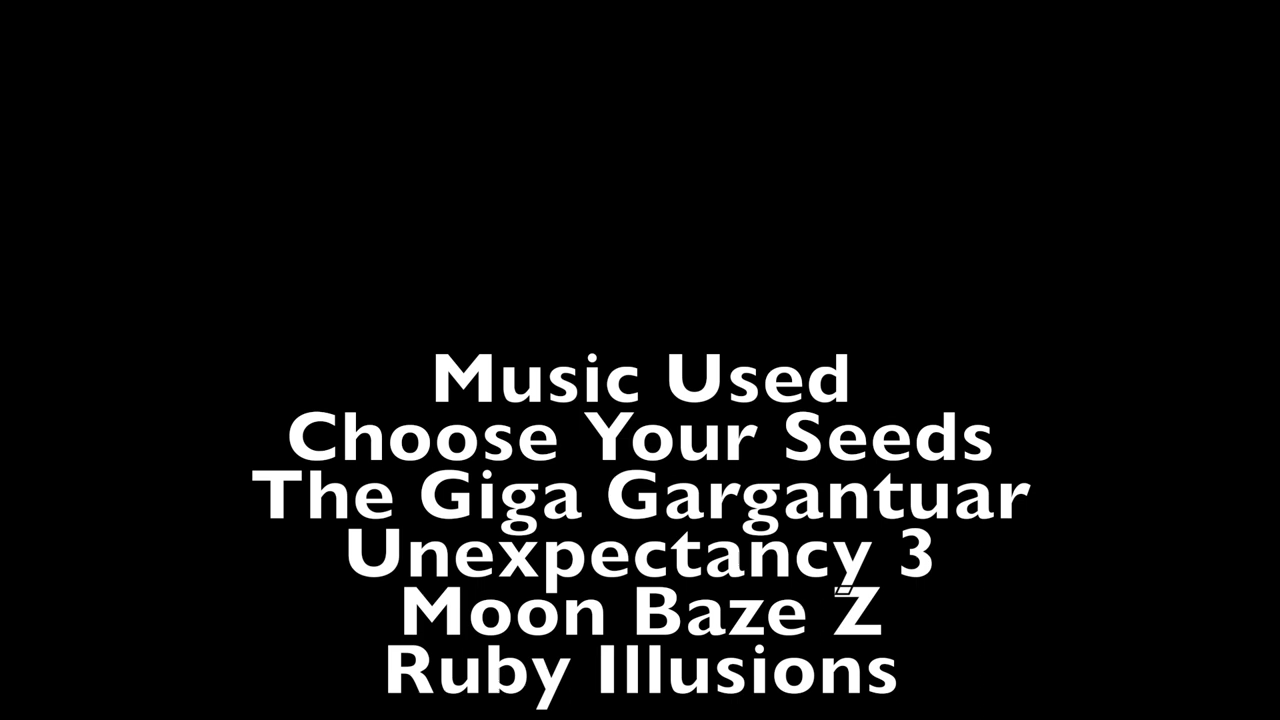 Music Used
Choose Your Seeds
The Giga Gargantuar
Unexpectancy 3
Moon Baze Z
Ruby Illusions